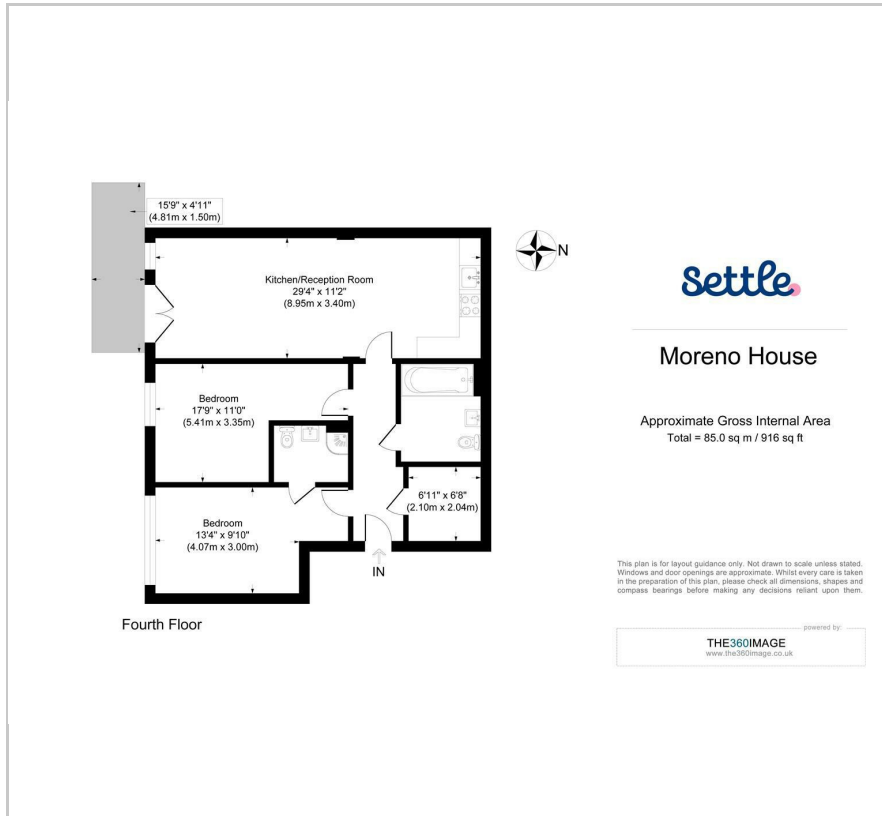 15'9" x 4'11"
(4.81m x 1.50m)
Kitchen/Reception Room
29'4" x 11'2"
(8.95m x 3.40m)
N
Bedroom
17'9" x 11'0"
(5.41m x 3.35m)
6'11" x 6'8"
(2.10m x 2.04m)
Bedroom
13'4" x 9'10"
(4.07m x 3.00m)
IN
Fourth Floor
Settle
Moreno House
Approximate Gross Internal Area
Total = 85.0 sq m / 916 sq ft
This plan is for layout guidance only. Not drawn to scale unless stated.
Windows and door openings are approximate. Whilst every care is taken
in the preparation of this plan, please check all dimensions, shapes and
compass bearings before making any decisions reliant upon them.
powered by:
THE360IMAGE
www.the360image.co.uk